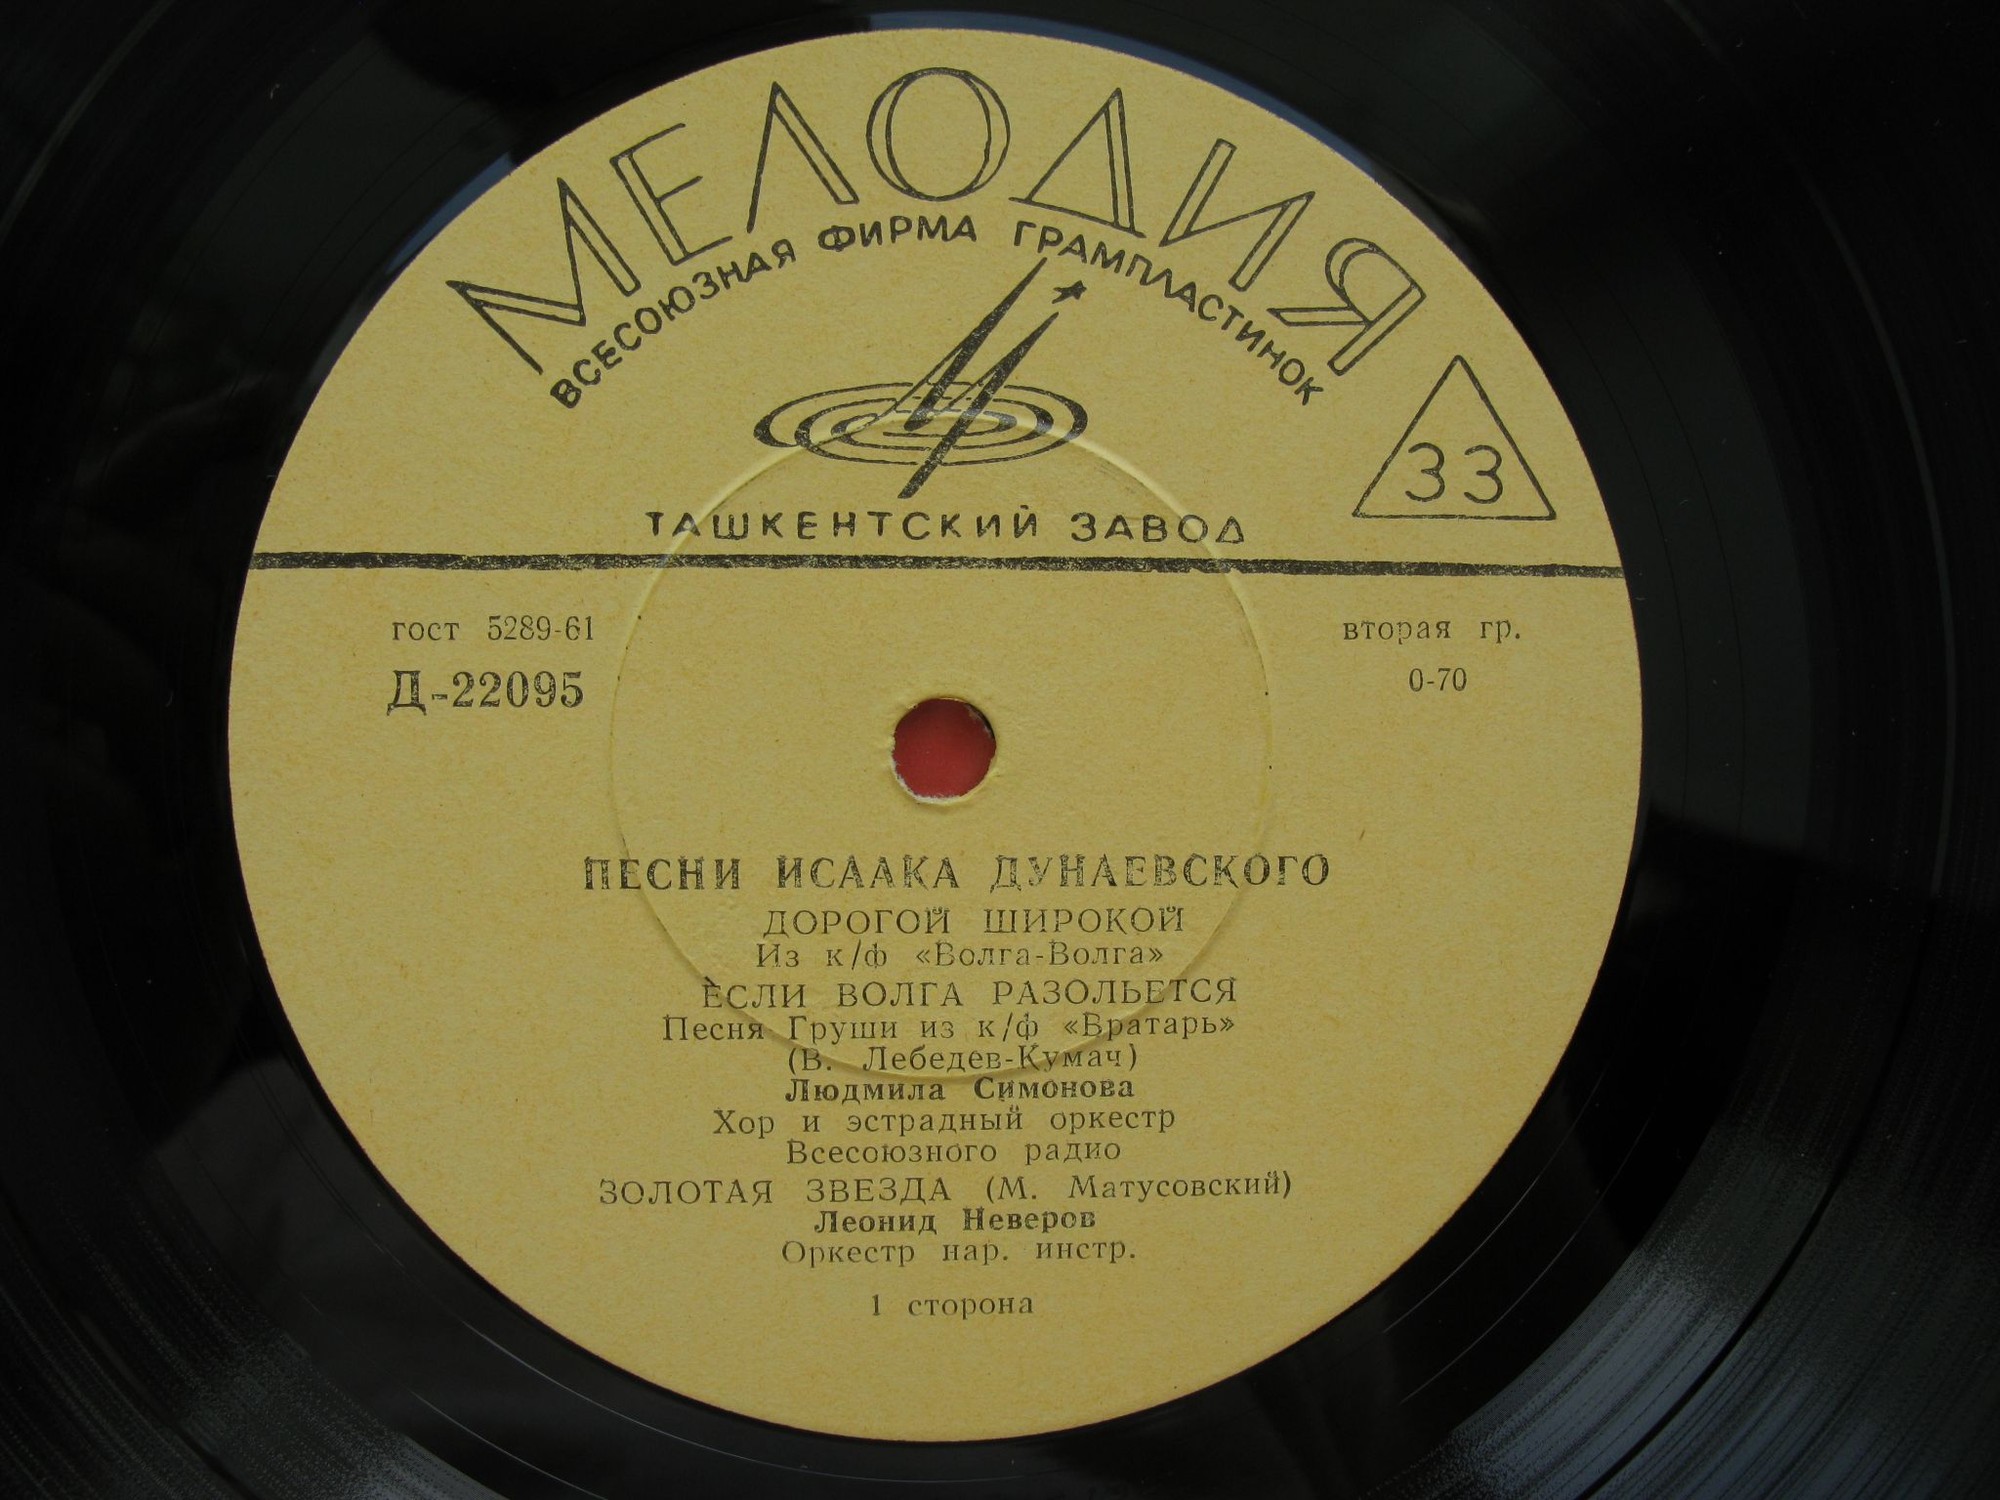 МЕЛОДИЯ
ВСЕСОЮЗНАЯ ФИРМА ГРАМПЛАСТИНОК
33
ТАШКЕНТСКИЙ ЗАВОД
гост 5289-61
вторая гр.
Д-22095
0-70
ПЕСНИ ИСААКА ДУНАЕВСКОГО
ДОРОГОЙ ШИРОКОЙ
Из к/ф «Волга-Волга»
ЕСЛИ ВОЛГА РАЗОЛЬЕТСЯ
Песня Груши из к/ф «Вратарь»
(В. Лебедев-Кумач)
Людмила Симонова
Хор и эстрадный оркестр
Всесоюзного радио
ЗОЛОТАЯ ЗВЕЗДА (М. Матусовский)
Леонид Неверов
Оркестр нар. инстр.
1 сторона